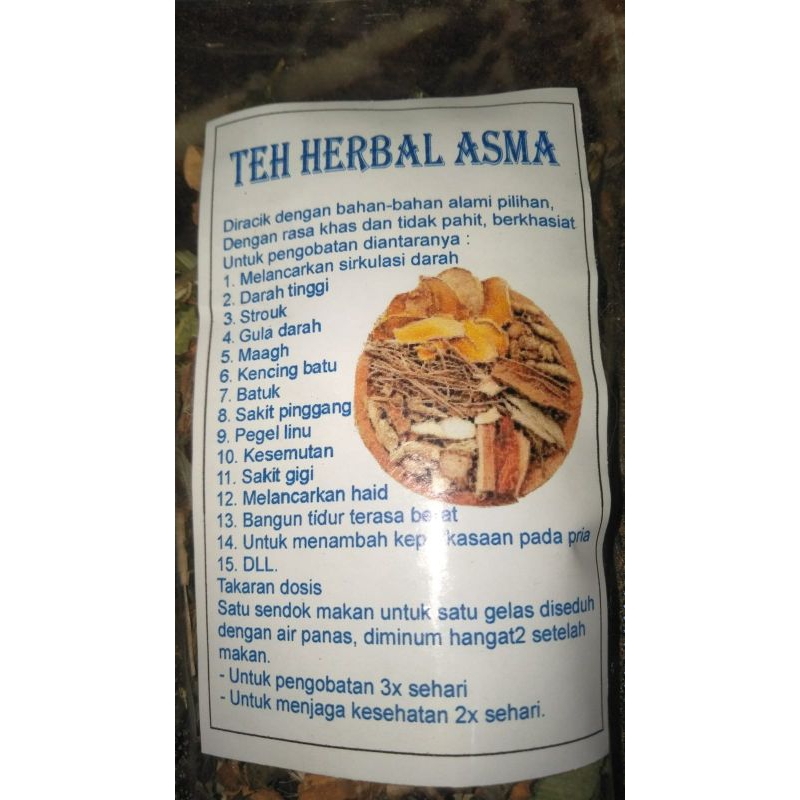 TEH HERBAL ASMA
Diracik dengan bahan-bahan alami pilihan,
Dengan rasa khas dan tidak pahit, berkhasiat
Untuk pengobatan diantaranya :
1. Melancarkan sirkulasi darah
2. Darah tinggi
3. Strouk
4. Gula darah
5. Maagh
6. Kencing batu
7. Batuk
8. Sakit pinggang
9. Pegel linu
10. Kesemutan
11. Sakit gigi
12. Melancarkan haid
13. Bangun tidur terasa berat
14. Untuk menambah keperkasaan pada pria
15. DLL.
Takaran dosis
Satu sendok makan untuk satu gelas diseduh
dengan air panas, diminum hangat2 setelah
makan.
- Untuk pengobatan 3x sehari
- Untuk menjaga kesehatan 2x sehari.